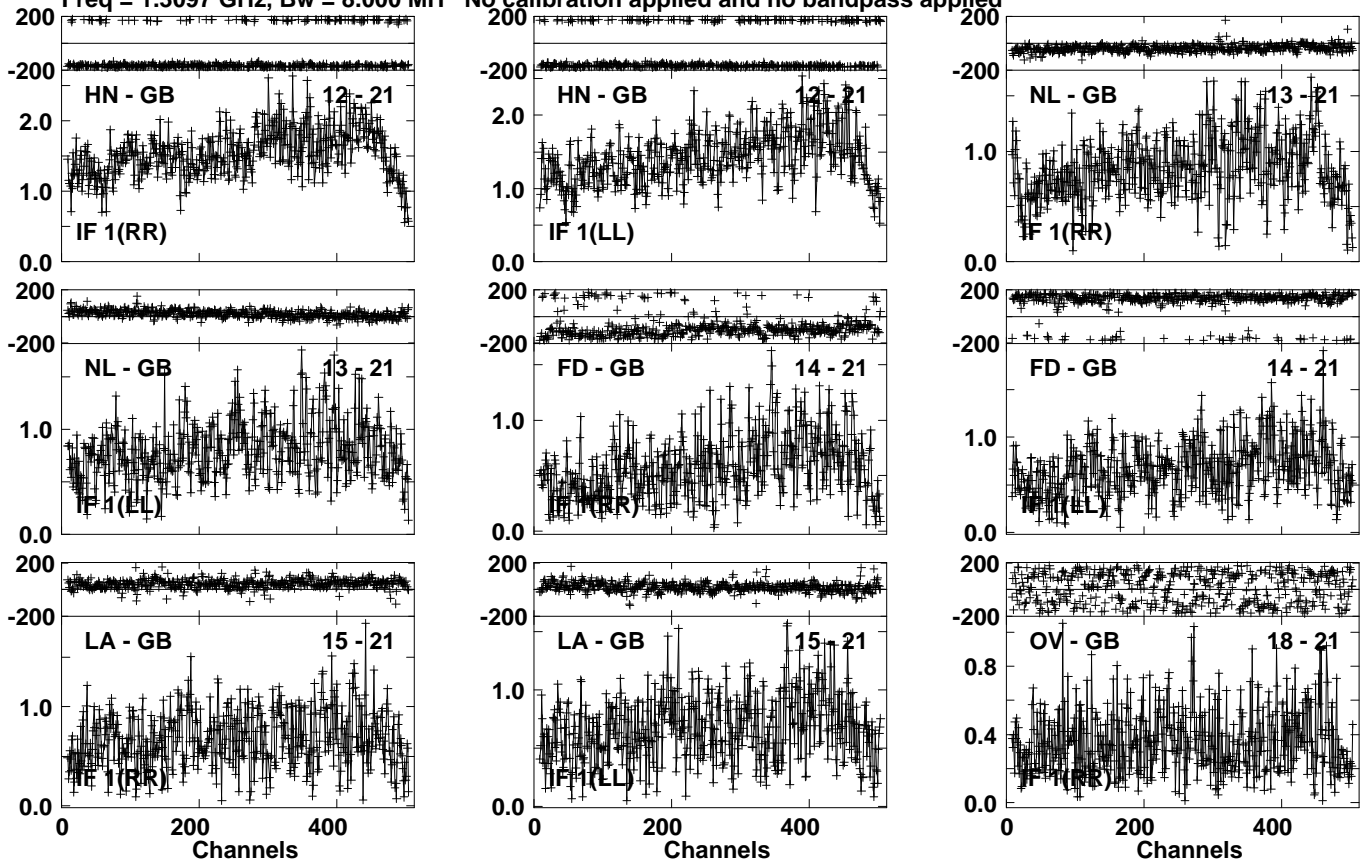 Freq = 1.3097 GHz, Bw = 8.000 MH No calibration applied and no bandpass applied
200
-200
HN - GB 12 - 21
2.0
1.0
IF 1(RR)
0.0
HN - GB 12 - 21
2.0
1.0
IF 1(LL)
0.0
200
-200
NL - GB 13 - 21
1.0
IF 1(RR)
0.0
200
-200
NL - GB 13 - 21
1.0
IF 1(LL)
0.0
200
-200
FD - GB 14 - 21
1.0
IF 1(RR)
0.0
200
-200
FD - GB 14 - 21
1.0
IF 1(LL)
0.0
200
-200
LA - GB 15 - 21
1.0
IF 1(RR)
0.0
0 200 400
Channels
200
-200
LA - GB 15 - 21
1.0
IF 1(LL)
0.0
0 200 400
Channels
200
-200
OV - GB 18 - 21
0.8
0.4
IF 1(RR)
0.0
0 200 400
Channels